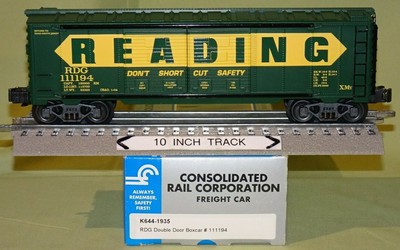 READING
RDG
111194
DON'T SHORT CUT SAFETY
XMr
10 INCH TRACK
ALWAYS
REMEMBER,
SAFETY
FIRST!
CONSOLIDATED
RAIL CORPORATION
FREIGHT CAR
K644-1935
RDG Double Door Boxcar # 111194